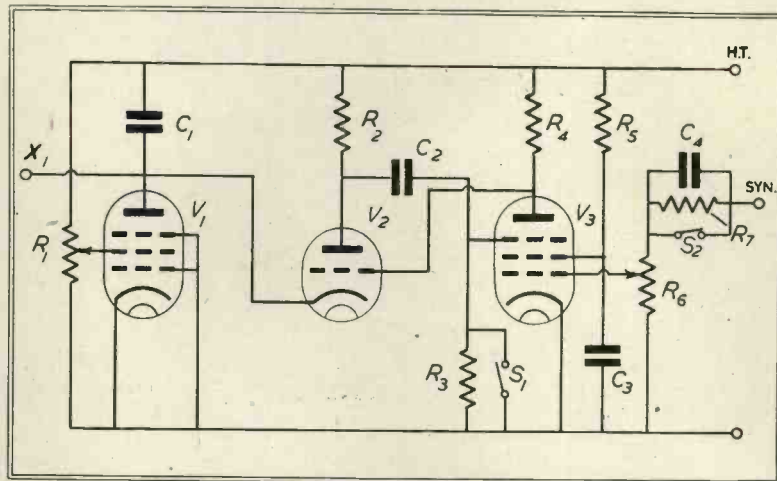 H.T.
C₁
R₂
R₄
R₅
C₄
X₁
C₂
SYN.
V₁
V₂
V₃
S₂
R₇
R₁
R₆
R₃
S₁
C₃